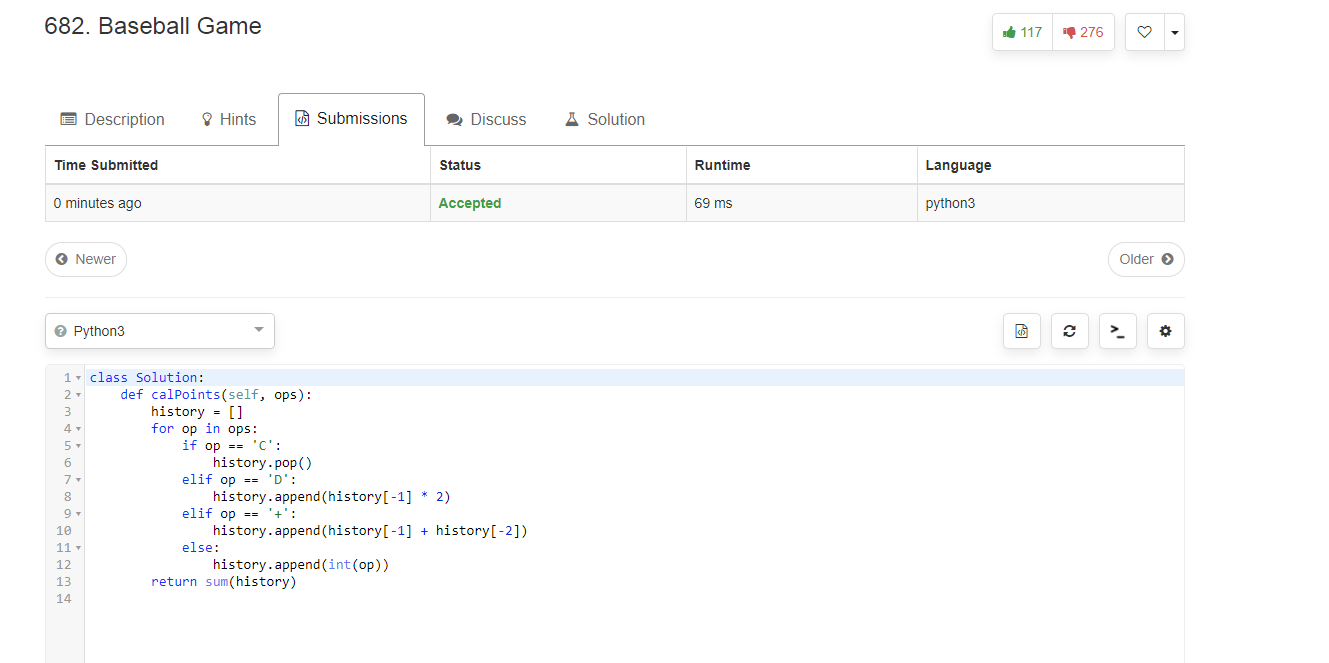 682. Baseball Game
117 276
Description Hints Submissions Discuss Solution
Time Submitted Status Runtime Language
0 minutes ago Accepted 69 ms python3
Newer Older
Python3 >_
1 class Solution:
2     def calPoints(self, ops):
3         history = []
4         for op in ops:
5             if op == 'C':
6                 history.pop()
7             elif op == 'D':
8                 history.append(history[-1] * 2)
9             elif op == '+':
10                 history.append(history[-1] + history[-2])
11             else:
12                 history.append(int(op))
13         return sum(history)
14